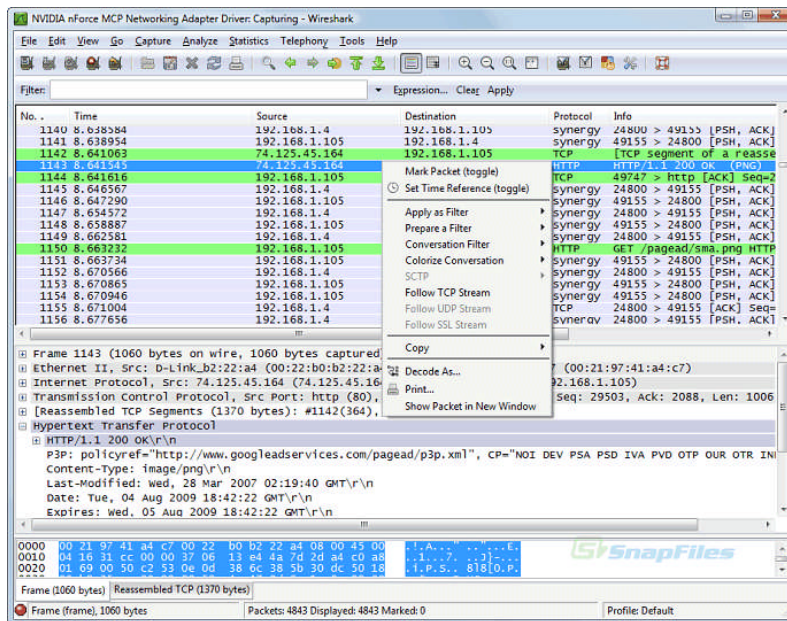 NVIDIA nForce MCP Networking Adapter Driver: Capturing - Wireshark
File Edit View Go Capture Analyze Statistics Telephony Tools Help
Filter: Expression... Clear Apply
No. . Time Source Destination Protocol Info
1140 8.638584 192.168.1.4 192.168.1.105 synergy 24800 > 49155 [PSH, ACK]
1141 8.638954 192.168.1.105 192.168.1.4 synergy 49155 > 24800 [PSH, ACK]
1142 8.641063 74.125.45.164 192.168.1.105 TCP [TCP segment of a reasse
1143 8.641545 74.125.45.164 HTTP HTTP/1.1 200 OK (PNG)
1144 8.641616 192.168.1.105 TCP 49747 > http [ACK] Seq=2
1145 8.646567 192.168.1.4 synergy 24800 > 49155 [PSH, ACK]
1146 8.647290 192.168.1.4 synergy 24800 > 49155 [PSH, ACK]
1147 8.654572 192.168.1.4 synergy 24800 > 49155 [PSH, ACK]
1148 8.658887 192.168.1.4 synergy 24800 > 49155 [PSH, ACK]
1149 8.662581 192.168.1.4 synergy 24800 > 49155 [PSH, ACK]
1150 8.663232 192.168.1.105 HTTP GET /pagead/sma.png HTTP
1151 8.663734 192.168.1.105 synergy 49155 > 24800 [PSH, ACK]
1152 8.670566 192.168.1.4 synergy 24800 > 49155 [PSH, ACK]
1153 8.670865 192.168.1.105 synergy 49155 > 24800 [PSH, ACK]
1154 8.670946 192.168.1.105 synergy 49155 > 24800 [PSH, ACK]
1155 8.671004 192.168.1.4 TCP 24800 > 49155 [ACK] Seq=
1156 8.677656 192.168.1.4 synergy 24800 > 49155 [PSH, ACK]
Mark Packet (toggle)
Set Time Reference (toggle)
Apply as Filter
Prepare a Filter
Conversation Filter
Colorize Conversation
SCTP
Follow TCP Stream
Follow UDP Stream
Follow SSL Stream
Copy
Decode As...
Print...
Show Packet in New Window
Frame 1143 (1060 bytes on wire, 1060 bytes captured)
Ethernet II, Src: D-Link_b2:22:a4 (00:22:b0:b2:22:a4 (00:21:97:41:a4:c7)
Internet Protocol, Src: 74.125.45.164 (74.125.45.16 92.168.1.105)
Transmission Control Protocol, Src Port: http (80), Seq: 29503, Ack: 2088, Len: 1006
[Reassembled TCP Segments (1370 bytes): #1142(364),
Hypertext Transfer Protocol
HTTP/1.1 200 OK\r\n
P3P: policyref="http://www.googleadservices.com/pagead/p3p.xml", CP="NOI DEV PSA PSD IVA PVD OTP OUR OTR IN
Content-Type: image/png\r\n
Last-Modified: Wed, 28 Mar 2007 02:19:40 GMT\r\n
Date: Tue, 04 Aug 2009 18:42:22 GMT\r\n
Expires: Wed, 05 Aug 2009 18:42:22 GMT\r\n
0000 00 21 97 41 a4 c7 00 22 b0 b2 22 a4 08 00 45 00 .!.A..." .."...E.
0010 04 16 31 cc 00 00 37 06 13 e4 4a 7d 2d a4 c0 a8 ..1...7. ..J}-...
0020 01 69 00 50 c2 53 0e 0d 38 6c 38 5b 30 dc 50 18 .i.P.S.. 8l8[0.P.
SnapFiles
Frame (1060 bytes) Reassembled TCP (1370 bytes)
Frame (frame), 1060 bytes Packets: 4843 Displayed: 4843 Marked: 0 Profile: Default